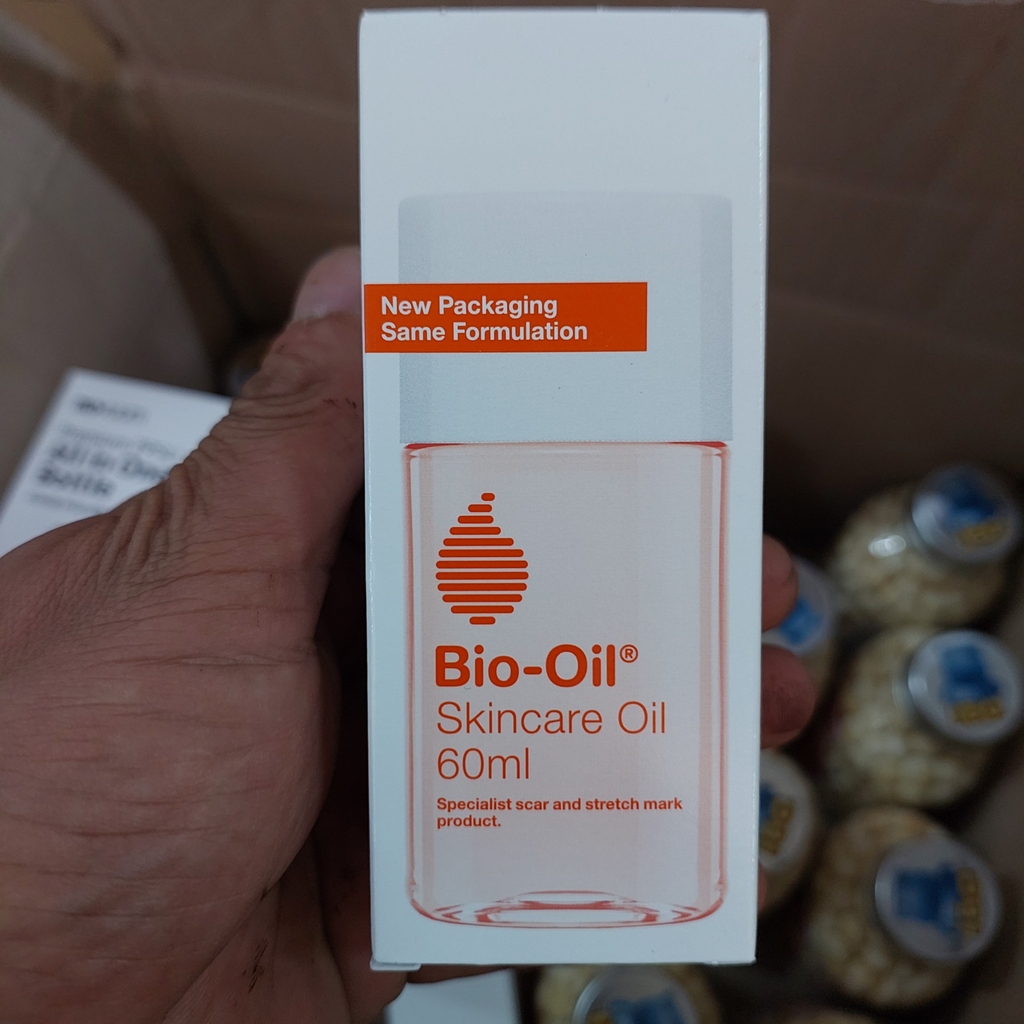 New Packaging
Same Formulation
Bio-Oil®
Skincare Oil
60ml
Specialist scar and stretch mark
product.
All in One
Bottle